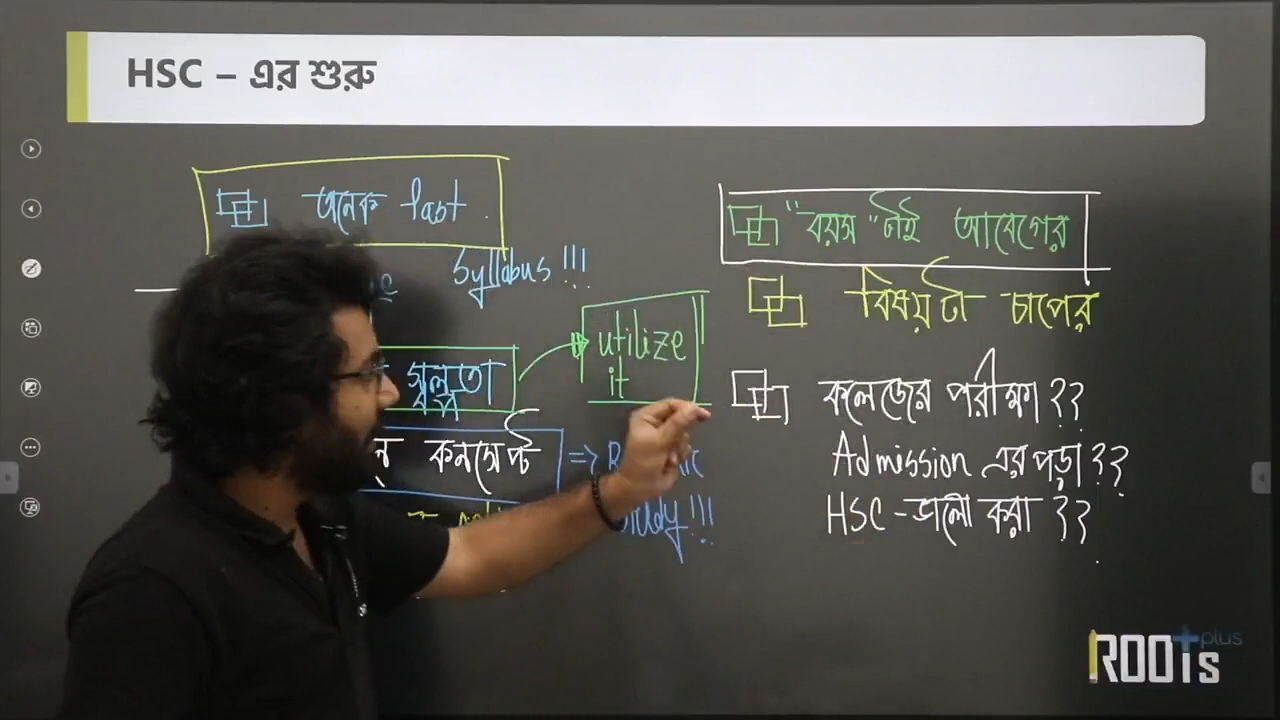 HSC – এর শুরু
অনেক fast
Syllabus !!!
স্বল্পতা
utilize
it
কনসেপ্ট =>
Study!!!
"বয়স"টাই আবেগের
বিষয়টা চাপের
কলেজের পরীক্ষা ??
Admission এর পড়া ??
HSC - ভালো করা ??
ROOTs plus